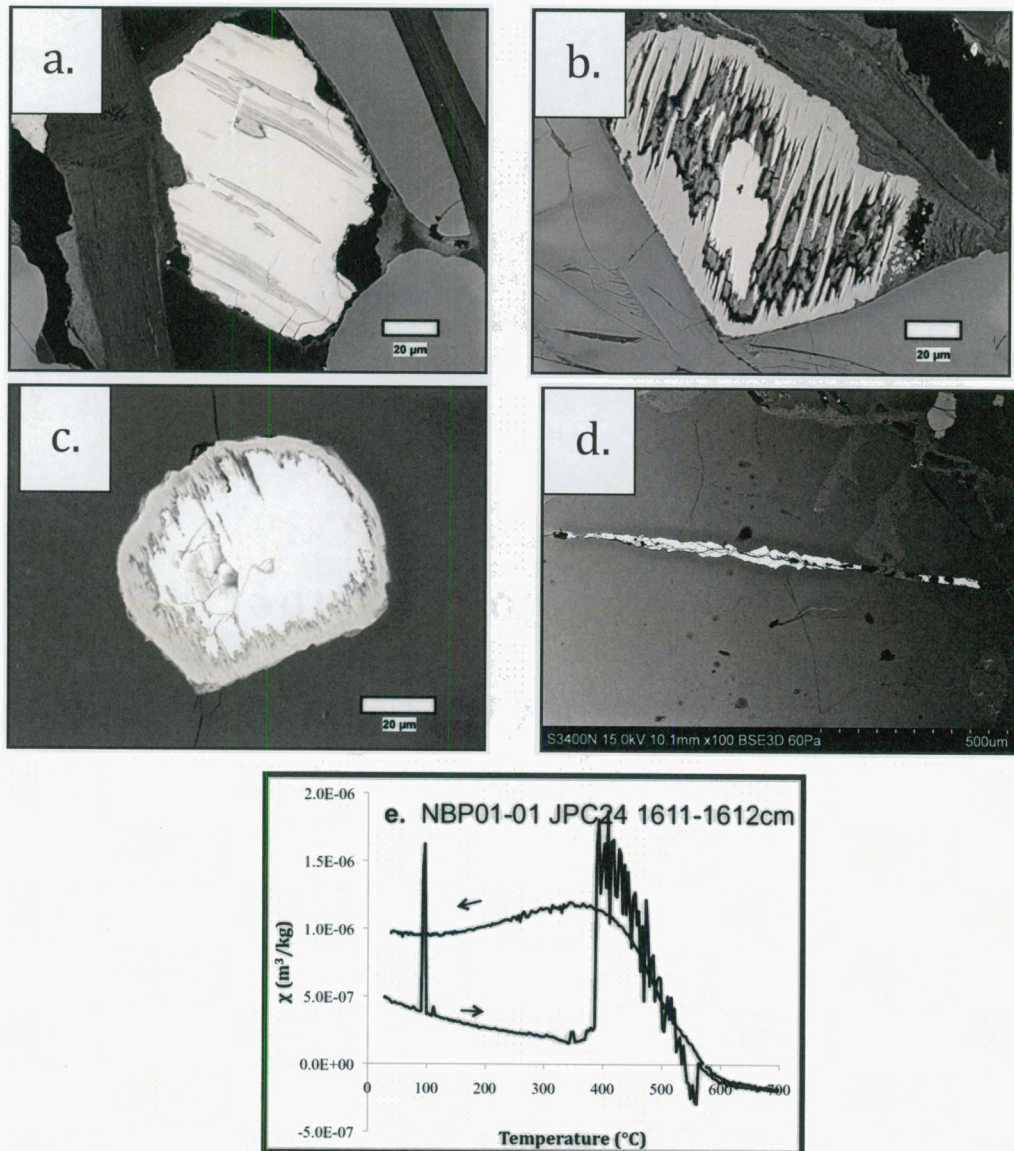 a.
20 µm
b.
20 µm
c.
20 µm
d.
S3400N 15.0kV 10.1mm x100 BSE3D 60Pa 500um
e. NBP01-01 JPC24 1611-1612cm
2.0E-06
1.5E-06
1.0E-06
5.0E-07
0.0E+00
-5.0E-07
χ (m³/kg)
0 100 200 300 400 500 600 700
Temperature (°C)